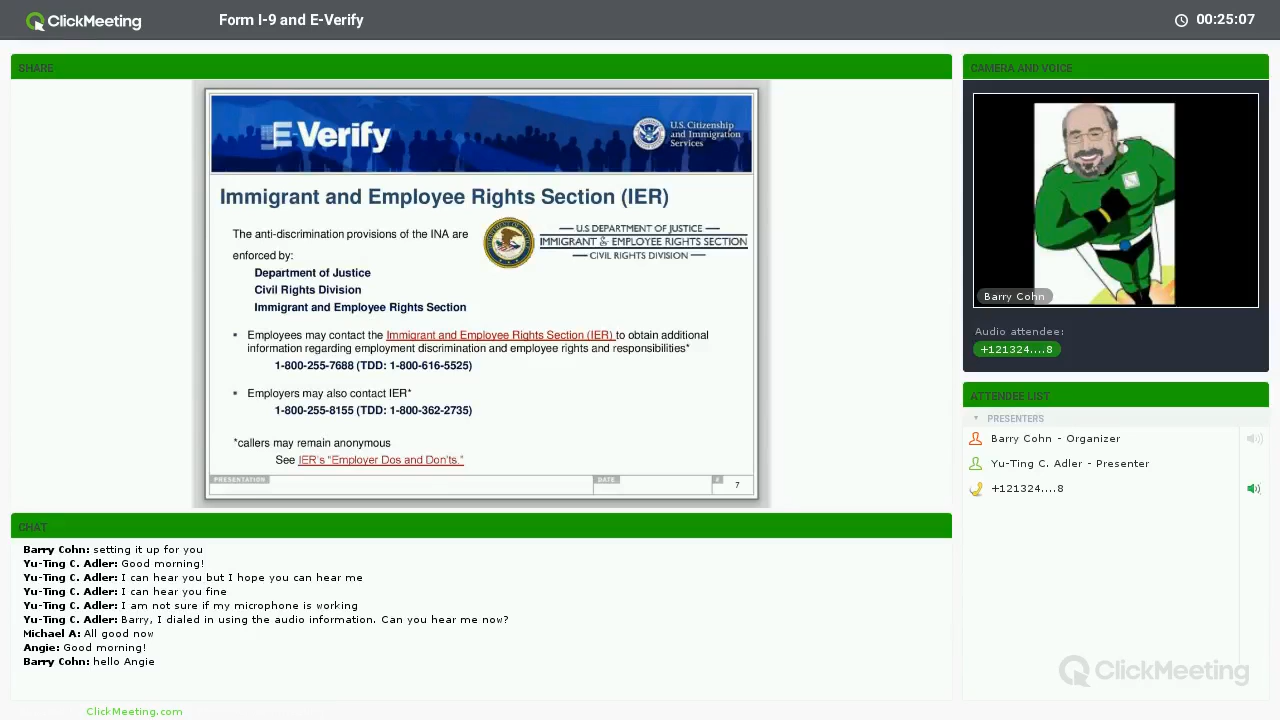 ClickMeeting
Form I-9 and E-Verify
00:25:07
SHARE
E-Verify
U.S. Citizenship
and Immigration
Services
Immigrant and Employee Rights Section (IER)
The anti-discrimination provisions of the INA are
enforced by:
Department of Justice
Civil Rights Division
Immigrant and Employee Rights Section
U.S DEPARTMENT OF JUSTICE
IMMIGRANT & EMPLOYEE RIGHTS SECTION
CIVIL RIGHTS DIVISION
▪ Employees may contact the Immigrant and Employee Rights Section (IER) to obtain additional
information regarding employment discrimination and employee rights and responsibilities*
1-800-255-7688 (TDD: 1-800-616-5525)
▪ Employers may also contact IER*
1-800-255-8155 (TDD: 1-800-362-2735)
*callers may remain anonymous
See IER's "Employer Dos and Don'ts."
PRESENTATION
DATE
#
7
CHAT
Barry Cohn: setting it up for you
Yu-Ting C. Adler: Good morning!
Yu-Ting C. Adler: I can hear you but I hope you can hear me
Yu-Ting C. Adler: I can hear you fine
Yu-Ting C. Adler: I am not sure if my microphone is working
Yu-Ting C. Adler: Barry, I dialed in using the audio information. Can you hear me now?
Michael A: All good now
Angie: Good morning!
Barry Cohn: hello Angie
ClickMeeting.com
CAMERA AND VOICE
Barry Cohn
Audio attendee:
+121324....8
ATTENDEE LIST
PRESENTERS
Barry Cohn - Organizer
Yu-Ting C. Adler - Presenter
+121324....8
ClickMeeting